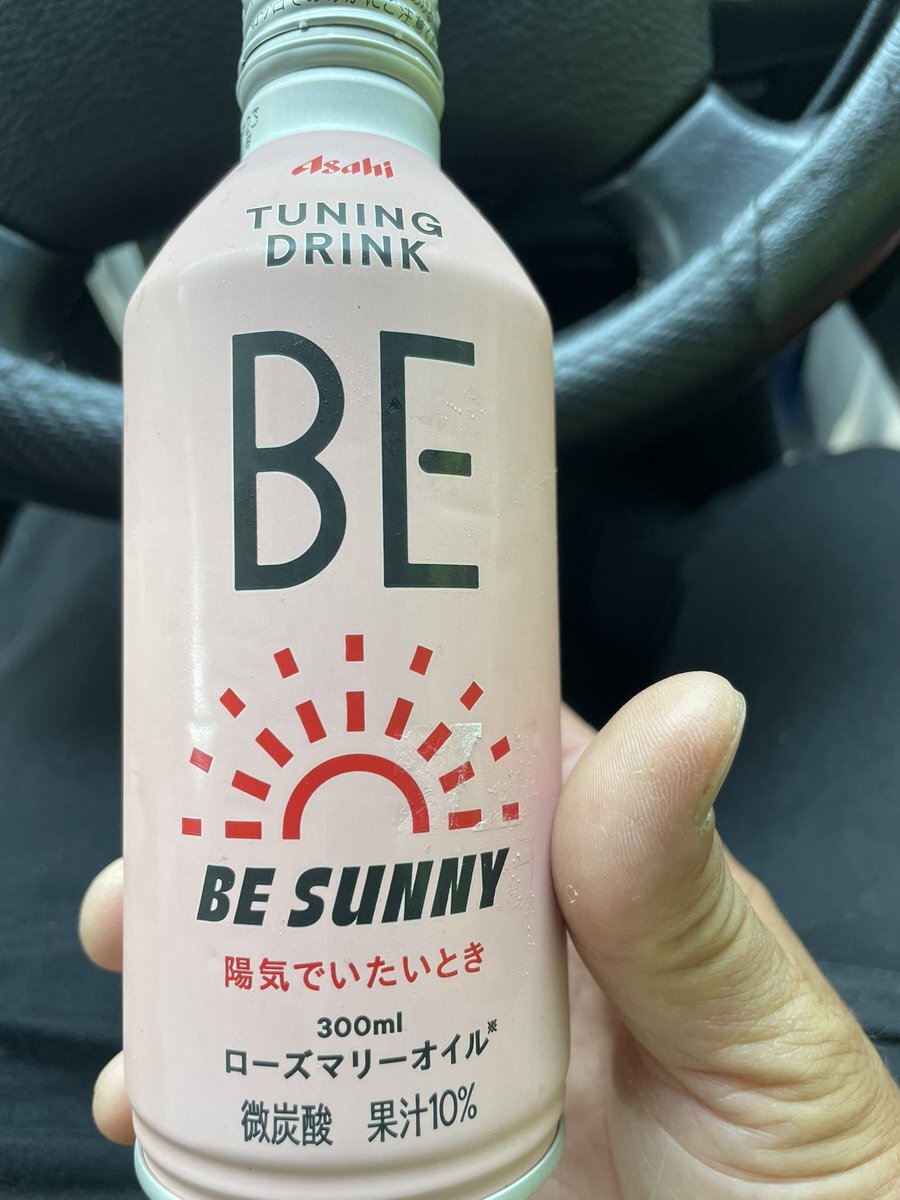 Asahi
TUNING
DRINK
BE
BE SUNNY
陽気でいたいとき
300ml
ローズマリーオイル※
微炭酸 果汁10%